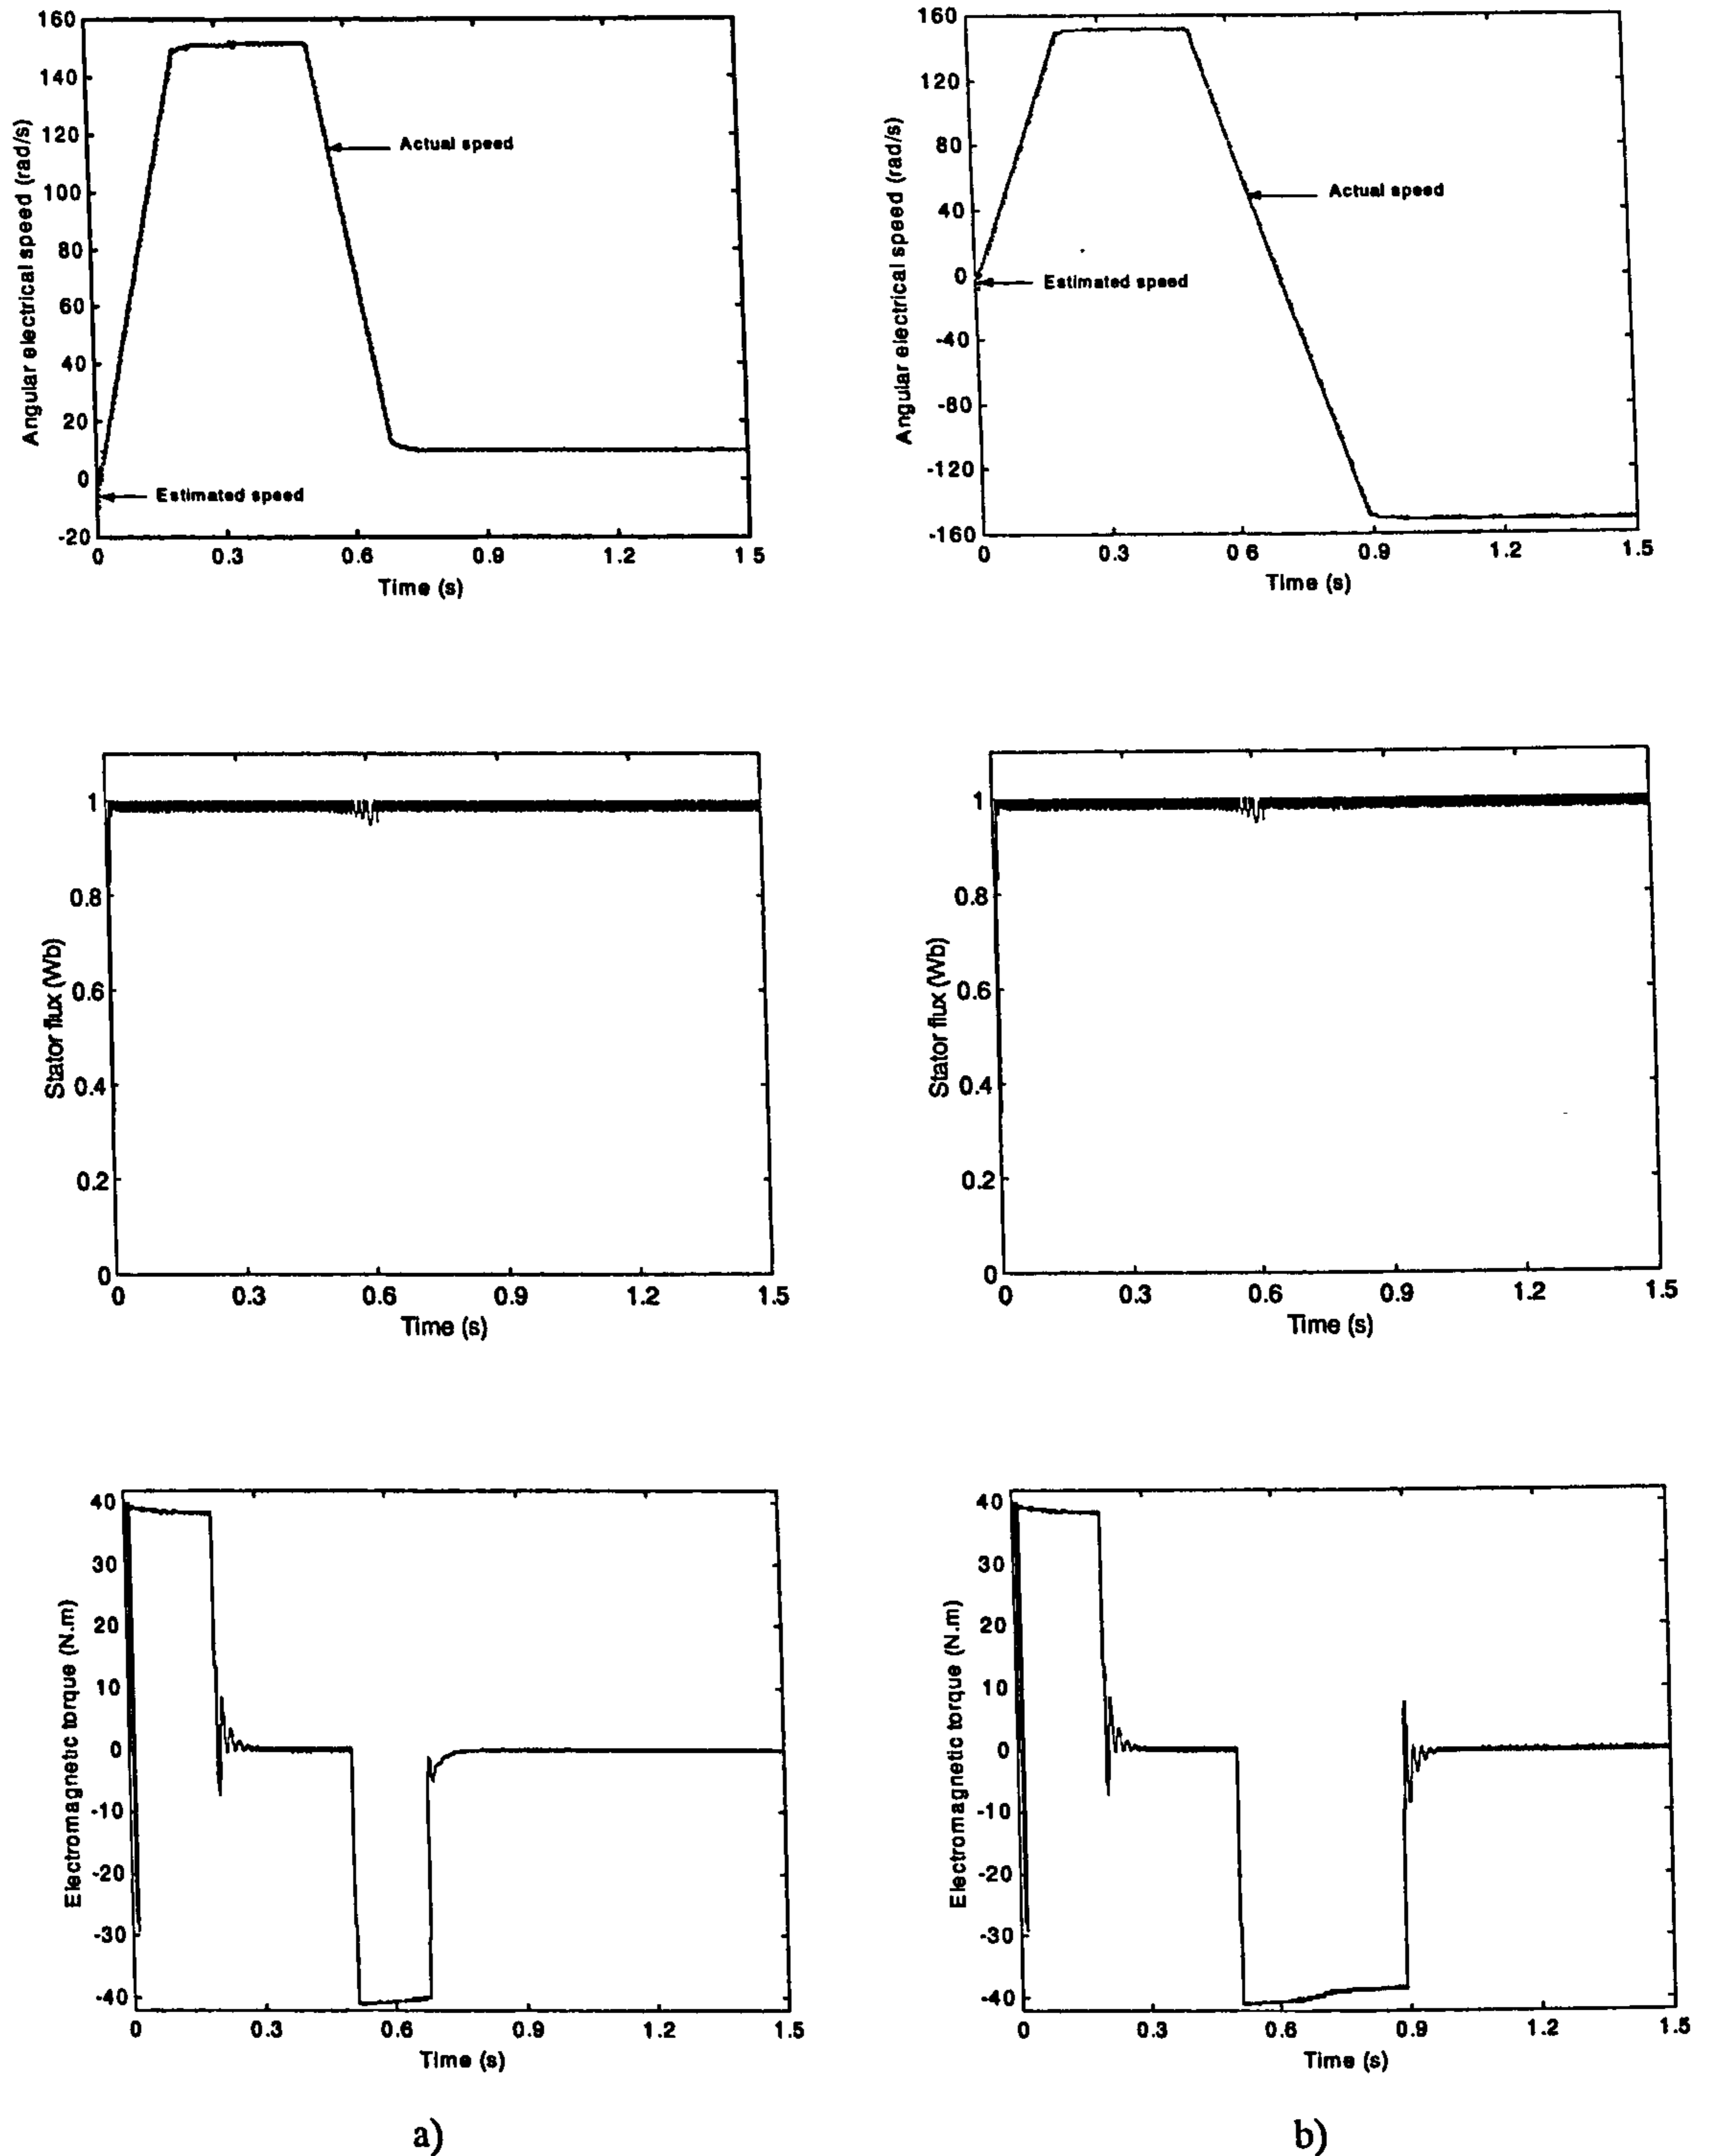 160
140
120
100
80
60
40
20
0
-20
Angular electrical speed (rad/s)
Actual speed
Estimated speed
0 0.3 0.6 0.9 1.2 1 5
Time (s)
160
120
80
40
0
-40
-80
-120
-160
Angular electrical speed (rad/s)
Actual speed
Estimated speed
0 0.3 0 6 0.9 1.2 1.5
Time (s)
1
0.8
0.6
0.4
0.2
0
Stator flux (Wb)
0 0.3 0.6 0.9 1.2 1.5
Time (s)
1
0.8
0.6
0.4
0.2
0
Stator flux (Wb)
0 0.3 0.6 0.9 1.2 1.5
Time (s)
40
30
20
10
0
-10
-20
-30
-40
Electromagnetic torque (N.m)
0 0.3 0.6 0.9 1.2 1.5
Time (s)
40
30
20
10
0
-10
-20
-30
-40
Electromagnetic torque (N.m)
0 0.3 0.6 0.9 1.2 1.5
Time (s)
a)
b)